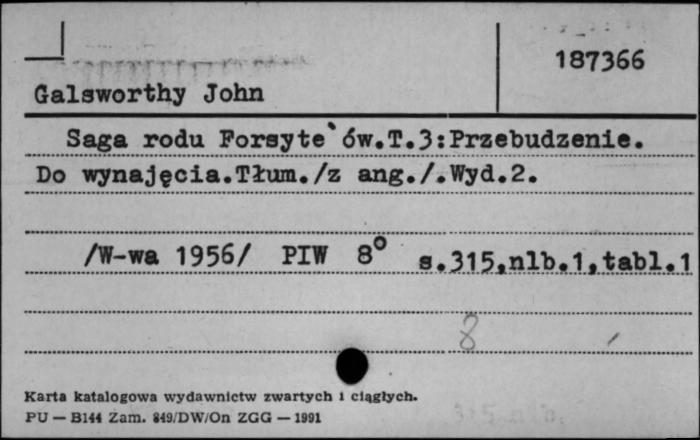 187366
Galsworthy John
Saga rodu Forsyte`ów.T.3:Przebudzenie.
Do wynajęcia.Tłum./z ang./.Wyd.2.
/W-wa 1956/ PIW 8° s.315,nlb.1,tabl.1
8
Karta katalogowa wydawnictw zwartych i ciągłych.
PU — B144 Zam. 849/DW/On ZGG — 1991
315 nlb.